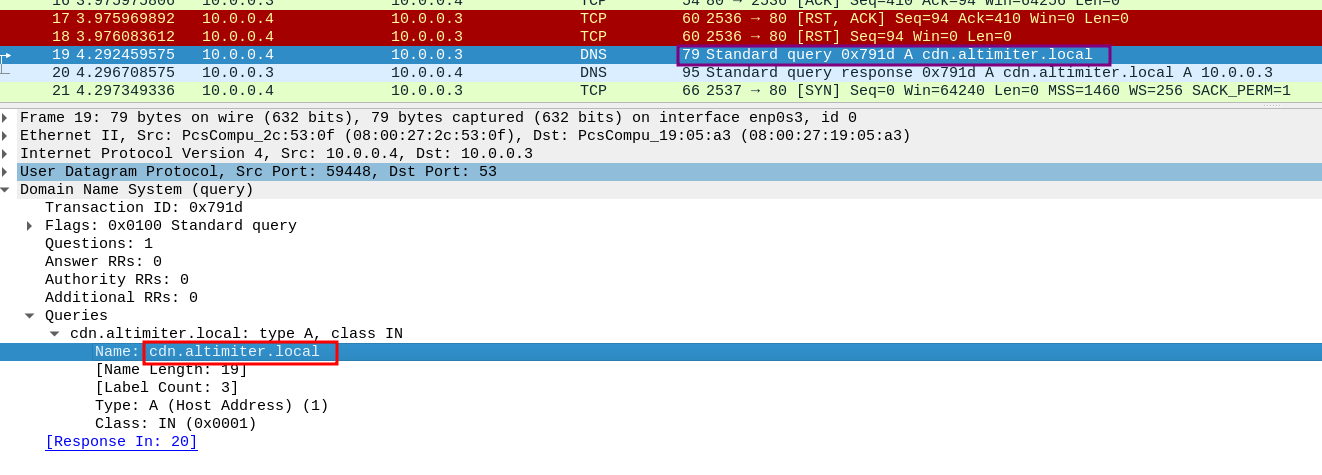 16 3.975975806 10.0.0.3 10.0.0.4 TCP 54 80 → 2536 [ACK] Seq=410 Ack=94 Win=64256 Len=0
17 3.975969892 10.0.0.4 10.0.0.3 TCP 60 2536 → 80 [RST, ACK] Seq=94 Ack=410 Win=0 Len=0
18 3.976083612 10.0.0.4 10.0.0.3 TCP 60 2536 → 80 [RST] Seq=94 Win=0 Len=0
19 4.292459575 10.0.0.4 10.0.0.3 DNS 79 Standard query 0x791d A cdn.altimiter.local
20 4.296708575 10.0.0.3 10.0.0.4 DNS 95 Standard query response 0x791d A cdn.altimiter.local A 10.0.0.3
21 4.297349336 10.0.0.4 10.0.0.3 TCP 66 2537 → 80 [SYN] Seq=0 Win=64240 Len=0 MSS=1460 WS=256 SACK_PERM=1
Frame 19: 79 bytes on wire (632 bits), 79 bytes captured (632 bits) on interface enp0s3, id 0
Ethernet II, Src: PcsCompu_2c:53:0f (08:00:27:2c:53:0f), Dst: PcsCompu_19:05:a3 (08:00:27:19:05:a3)
Internet Protocol Version 4, Src: 10.0.0.4, Dst: 10.0.0.3
User Datagram Protocol, Src Port: 59448, Dst Port: 53
Domain Name System (query)
Transaction ID: 0x791d
Flags: 0x0100 Standard query
Questions: 1
Answer RRs: 0
Authority RRs: 0
Additional RRs: 0
Queries
cdn.altimiter.local: type A, class IN
Name: cdn.altimiter.local
[Name Length: 19]
[Label Count: 3]
Type: A (Host Address) (1)
Class: IN (0x0001)
[Response In: 20]